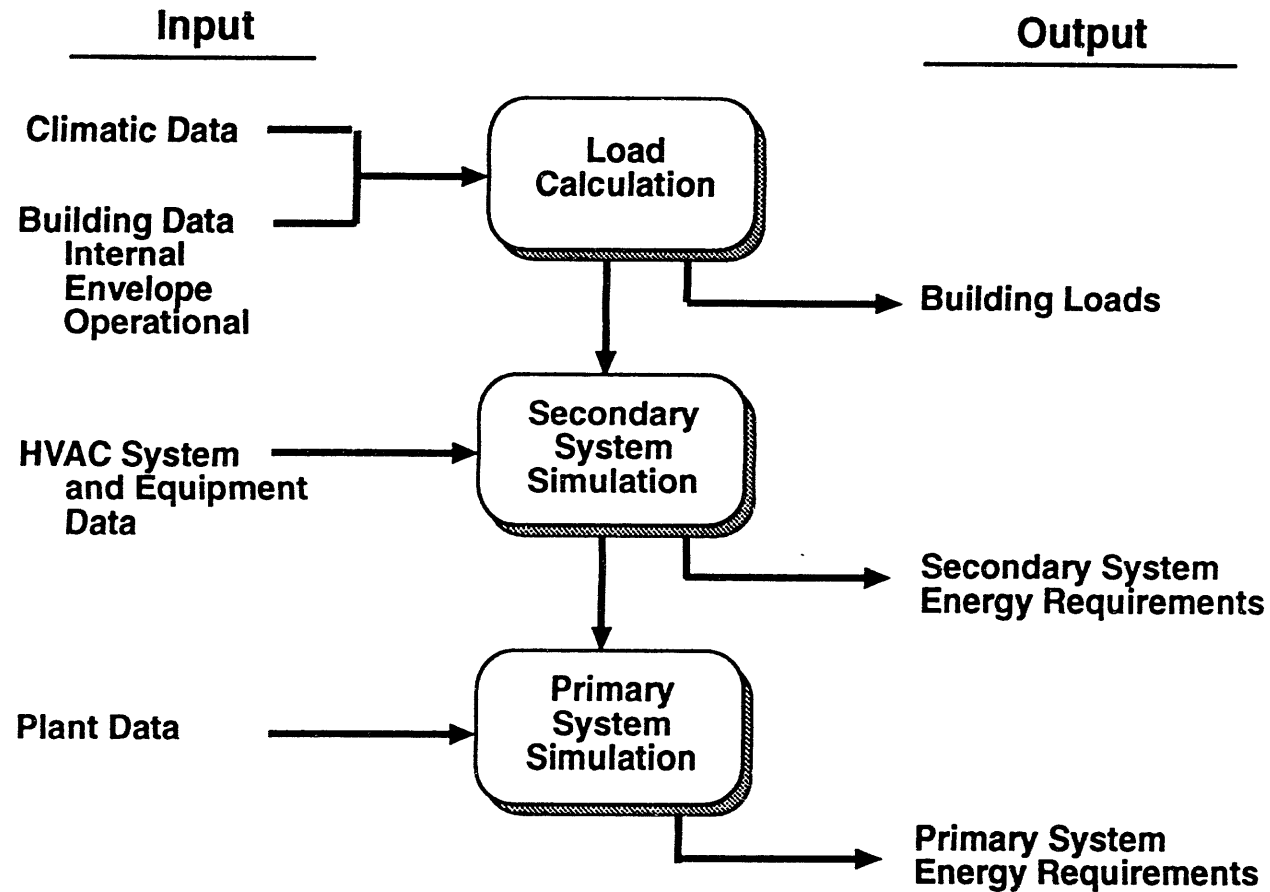 Input
Output
Climatic Data
Load
Calculation
Building Data
Internal
Envelope
Operational
Building Loads
Secondary
System
Simulation
HVAC System
and Equipment
Data
Secondary System
Energy Requirements
Primary
System
Simulation
Plant Data
Primary System
Energy Requirements